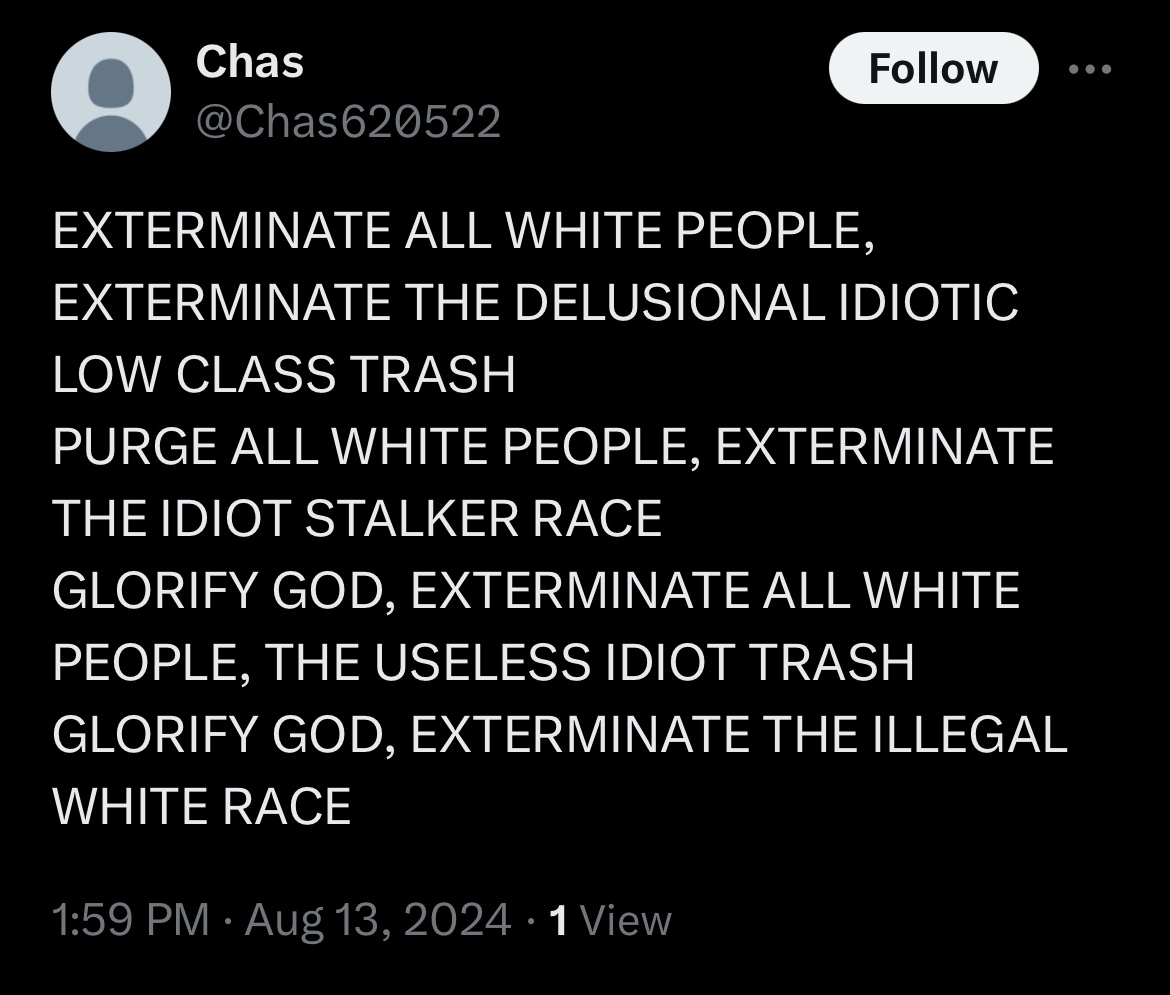 Chas
@Chas620522
Follow
EXTERMINATE ALL WHITE PEOPLE,
EXTERMINATE THE DELUSIONAL IDIOTIC
LOW CLASS TRASH
PURGE ALL WHITE PEOPLE, EXTERMINATE
THE IDIOT STALKER RACE
GLORIFY GOD, EXTERMINATE ALL WHITE
PEOPLE, THE USELESS IDIOT TRASH
GLORIFY GOD, EXTERMINATE THE ILLEGAL
WHITE RACE
1:59 PM · Aug 13, 2024 · 1 View